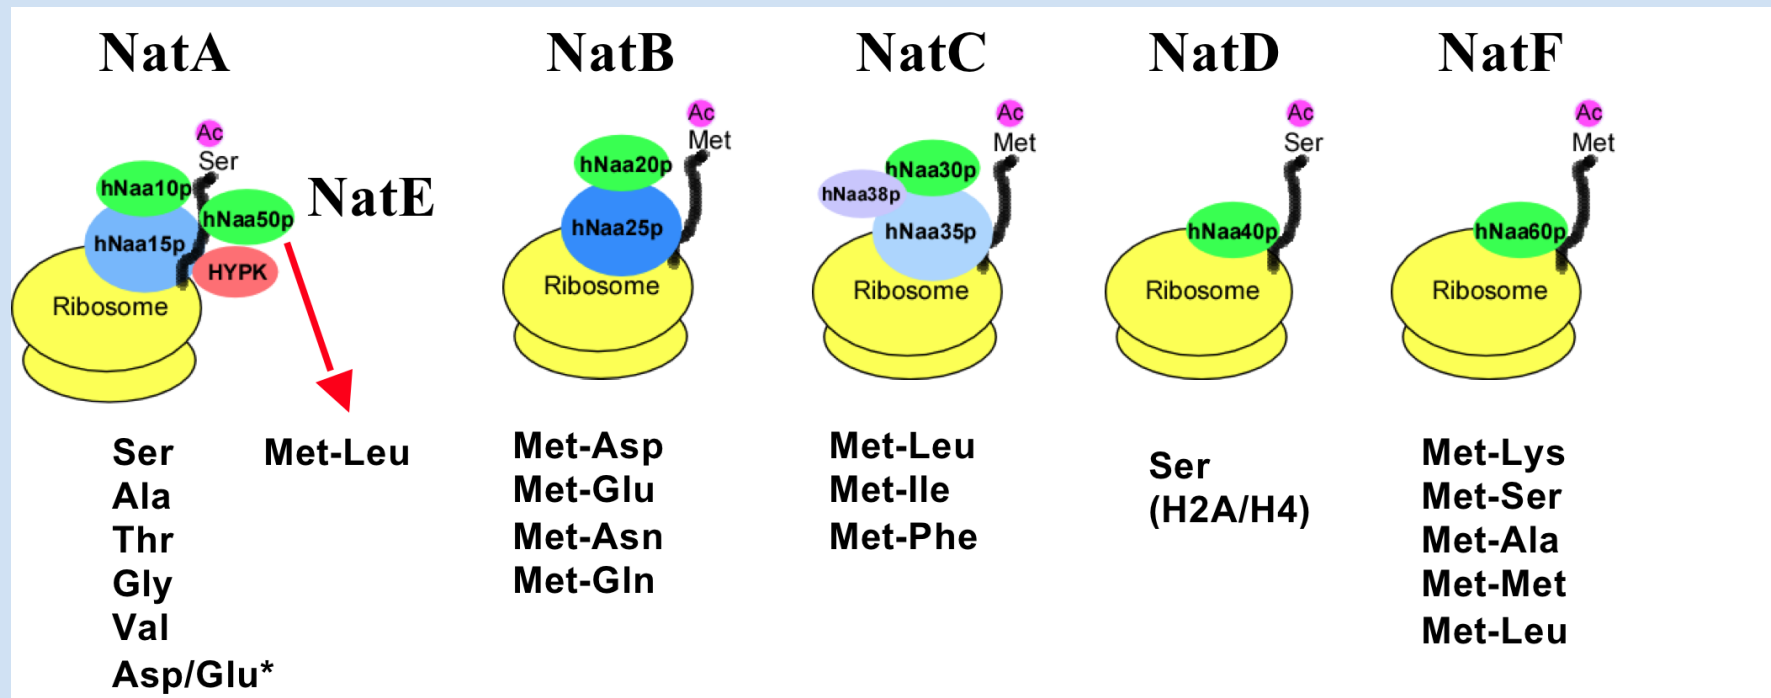 NatA
NatB
NatC
NatD
NatF
Ac
Ser
hNaa10p
hNaa50p
NatE
hNaa15p
HYPK
Ribosome
Ac
Met
hNaa20p
hNaa25p
Ribosome
Ac
Met
hNaa30p
hNaa38p
hNaa35p
Ribosome
Ac
Ser
hNaa40p
Ribosome
Ac
Met
hNaa60p
Ribosome
Ser
Ala
Thr
Gly
Val
Asp/Glu*
Met-Leu
Met-Asp
Met-Glu
Met-Asn
Met-Gln
Met-Leu
Met-Ile
Met-Phe
Ser
(H2A/H4)
Met-Lys
Met-Ser
Met-Ala
Met-Met
Met-Leu